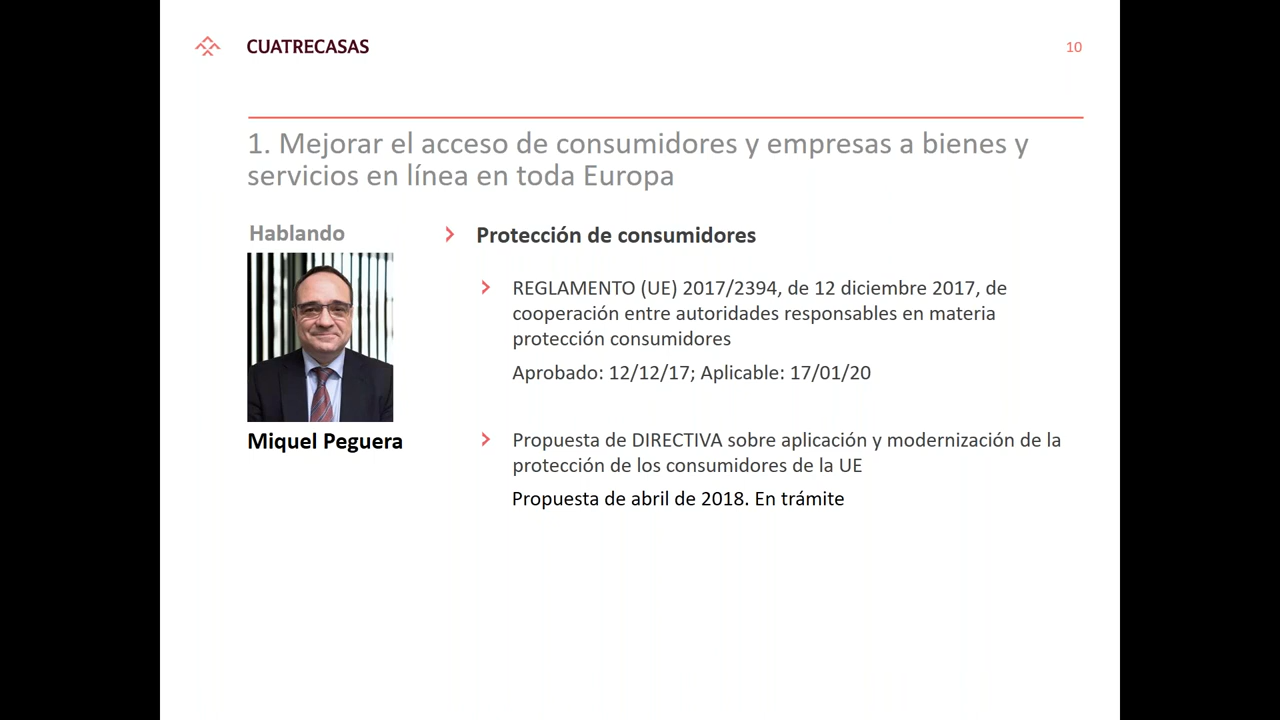 CUATRECASAS
10
1. Mejorar el acceso de consumidores y empresas a bienes y
servicios en línea en toda Europa
Hablando
Miquel Peguera
Protección de consumidores
REGLAMENTO (UE) 2017/2394, de 12 diciembre 2017, de
cooperación entre autoridades responsables en materia
protección consumidores
Aprobado: 12/12/17; Aplicable: 17/01/20
Propuesta de DIRECTIVA sobre aplicación y modernización de la
protección de los consumidores de la UE
Propuesta de abril de 2018. En trámite